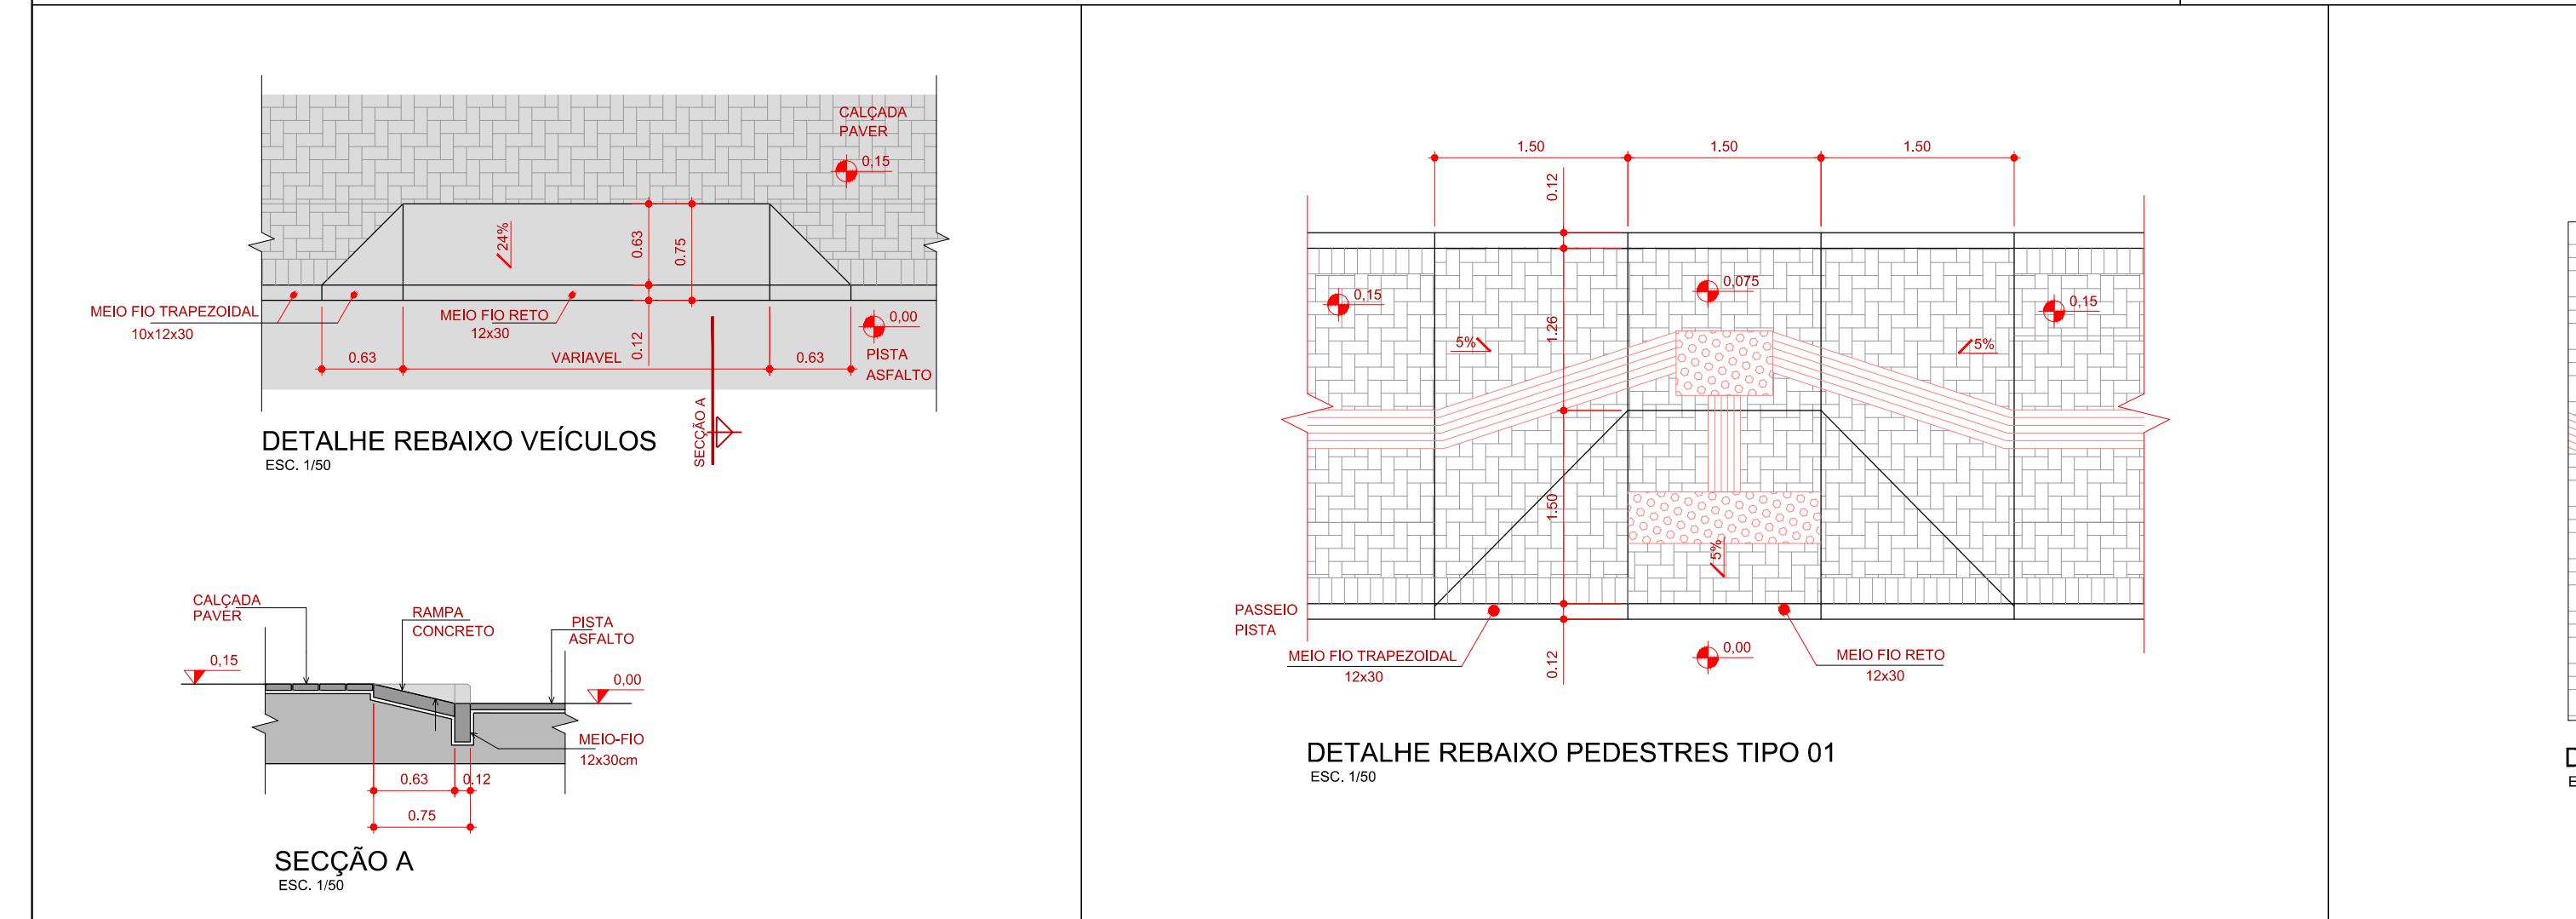 CALÇADA
PAVER
0,15
24%
0.63
0.75
MEIO FIO TRAPEZOIDAL
10x12x30
MEIO FIO RETO
12x30
0,00
0.63
VARIAVEL
0.12
0.63
PISTA
ASFALTO
SECÇÃO A
DETALHE REBAIXO VEÍCULOS
ESC. 1/50
CALÇADA
PAVER
RAMPA
CONCRETO
PISTA
ASFALTO
0,15
0,00
MEIO-FIO
12x30cm
0.63
0.12
0.75
SECÇÃO A
ESC. 1/50
1.50
1.50
1.50
0.12
0,15
0,075
0,15
1.26
5%
5%
1.50
5%
PASSEIO
PISTA
MEIO FIO TRAPEZOIDAL
12x30
0.12
0,00
MEIO FIO RETO
12x30
DETALHE REBAIXO PEDESTRES TIPO 01
ESC. 1/50